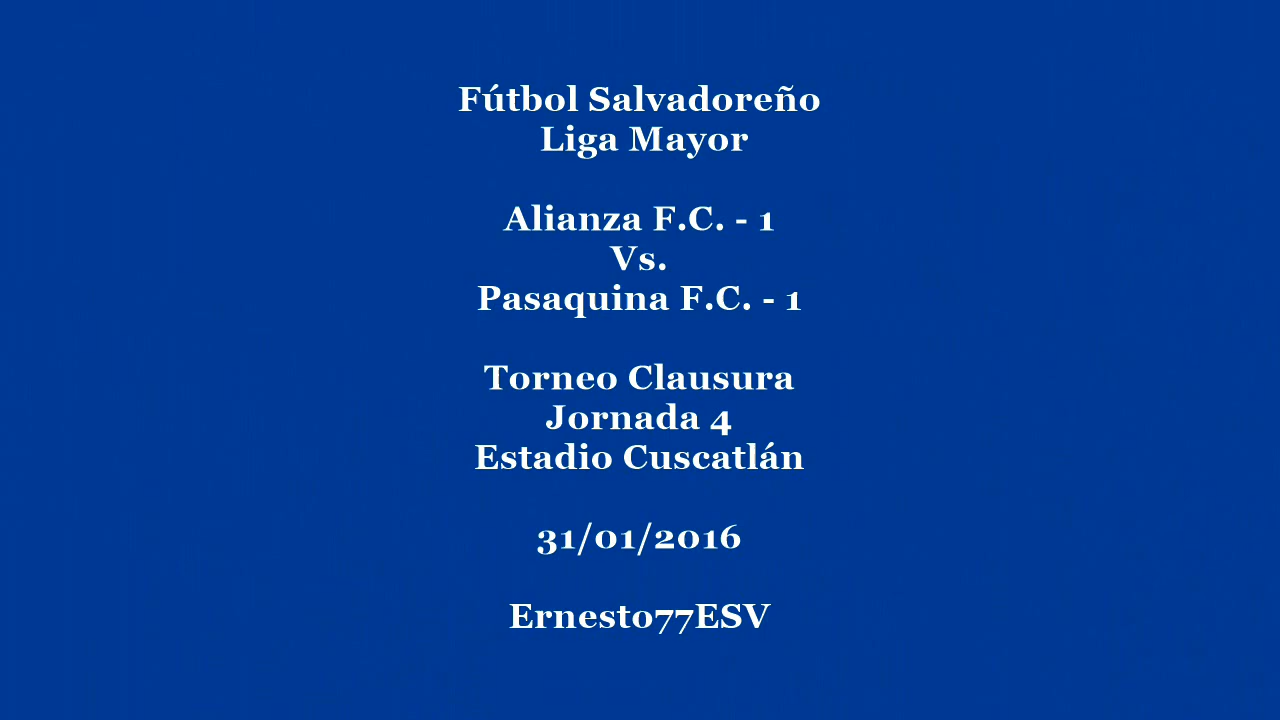 Fútbol Salvadoreño
Liga Mayor
Alianza F.C. - 1
Vs.
Pasaquina F.C. - 1
Torneo Clausura
Jornada 4
Estadio Cuscatlán
31/01/2016
Ernesto77ESV